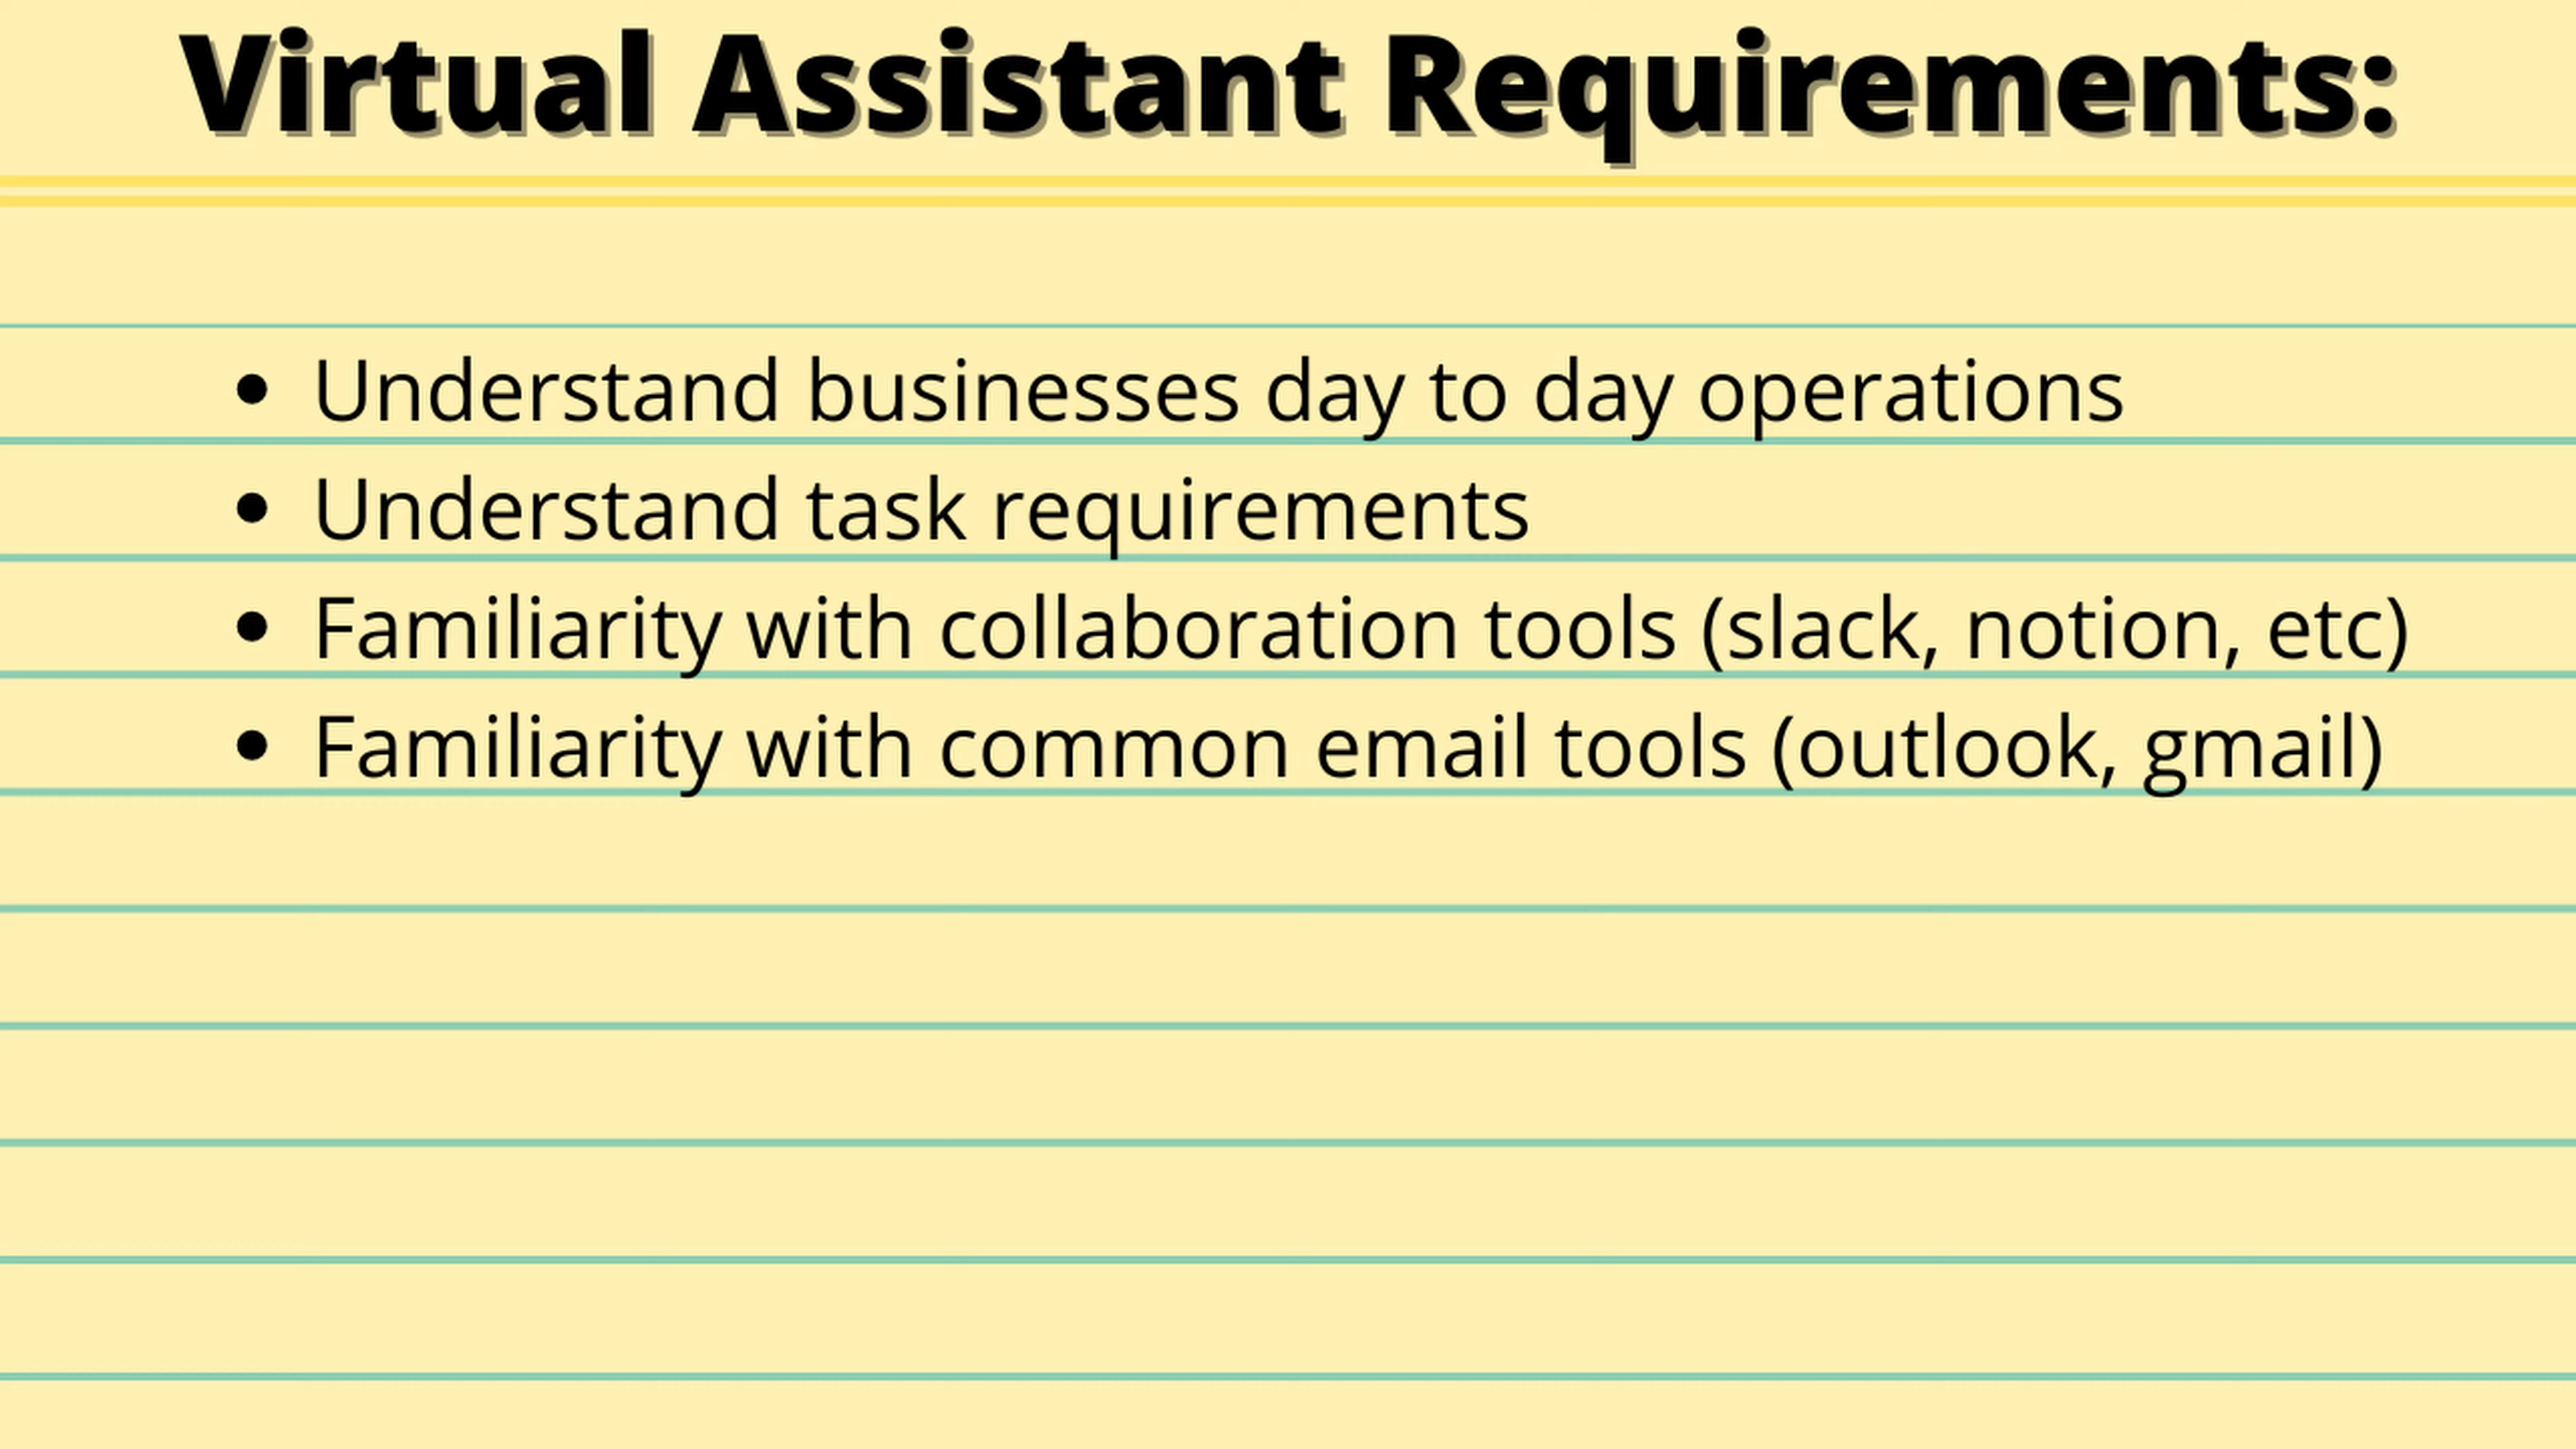 Virtual Assistant Requirements:
• Understand businesses day to day operations
• Understand task requirements
• Familiarity with collaboration tools (slack, notion, etc)
• Familiarity with common email tools (outlook, gmail)